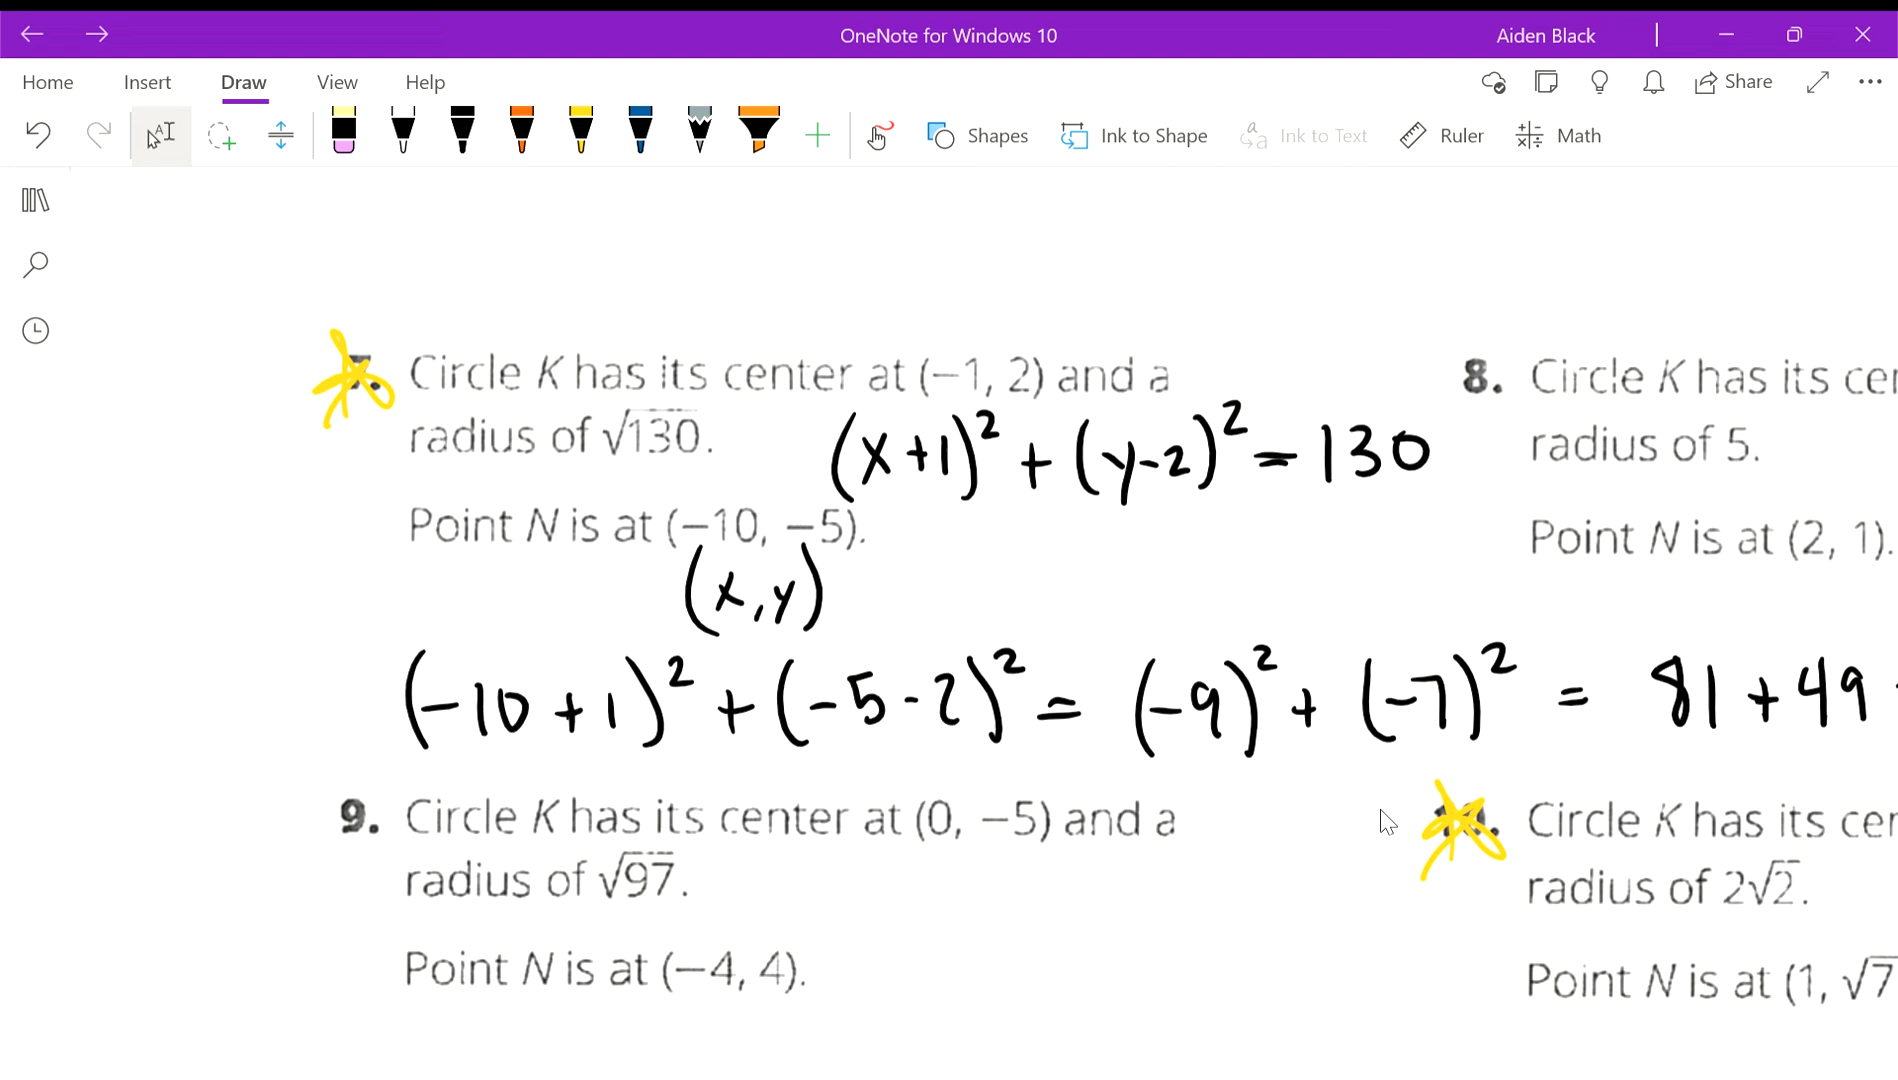 OneNote for Windows 10
Aiden Black
Home Insert Draw View Help
Share
Shapes Ink to Shape Ink to Text Ruler Math
7. Circle K has its center at (−1, 2) and a
radius of √130.
(x+1)² + (y-2)² = 130
Point N is at (−10, −5).
(x,y)
(-10+1)² + (-5-2)² = (-9)² + (-7)² = 81 + 49
8. Circle K has its cer
radius of 5.
Point N is at (2, 1).
9. Circle K has its center at (0, −5) and a
radius of √97.
Point N is at (−4, 4).
Circle K has its cer
radius of 2√2.
Point N is at (1, √7